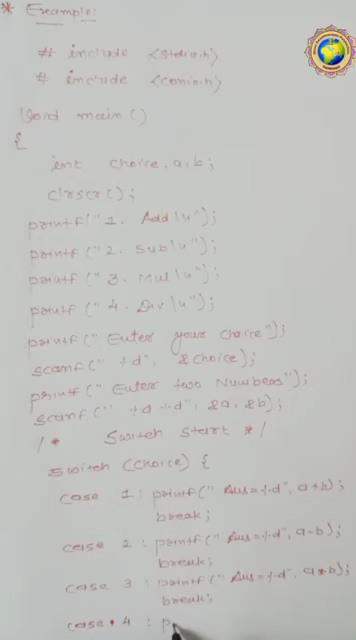 * Example:
# include <stdio.h>
# include <conio.h>
Void main()
{
int choice, a, b;
clrscr();
printf("1. Add\n");
printf("2. Sub\n");
printf("3. Mul\n");
printf("4. Div\n");
printf("Enter your choice");
scanf("%d", &choice);
printf("Enter two Numbers");
scanf("%d %d", &a, &b);
/* Switch start */
switch (choice) {
case 1: printf("Ans=%d", a+b);
break;
case 2: printf("Ans=%d", a-b);
break;
case 3: printf("Ans=%d", a*b);
break;
case 4: p